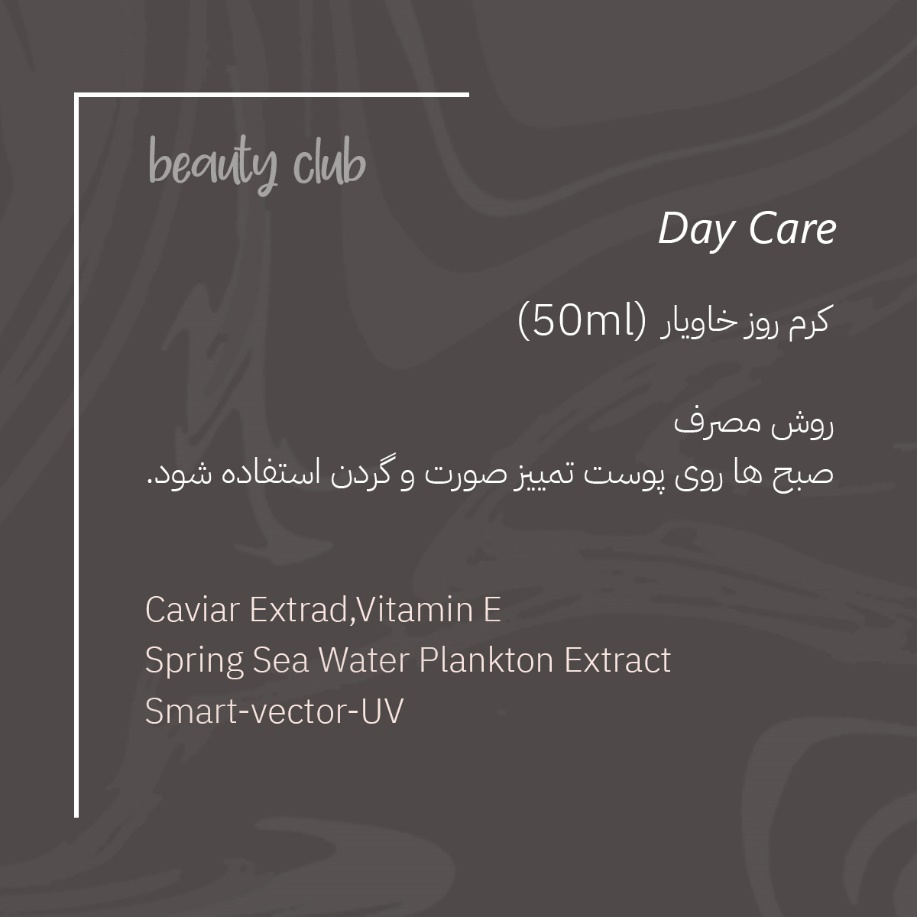 beauty club
Day Care
کرم روز خاویار (50ml)
روش مصرف
صبح ها روی پوست تمییز صورت و گردن استفاده شود.
Caviar Extrad,Vitamin E
Spring Sea Water Plankton Extract
Smart-vector-UV